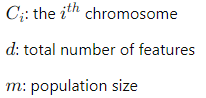 C_i: the i^th chromosome
d: total number of features
m: population size